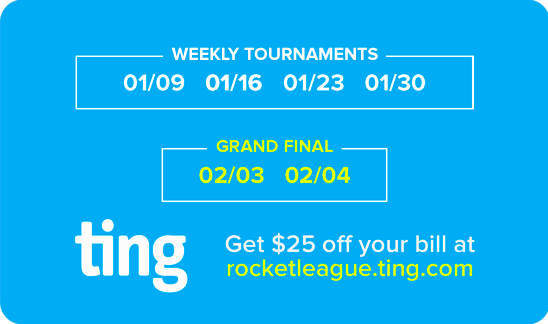 WEEKLY TOURNAMENTS
01/09 01/16 01/23 01/30
GRAND FINAL
02/03 02/04
ting
Get $25 off your bill at
rocketleague.ting.com